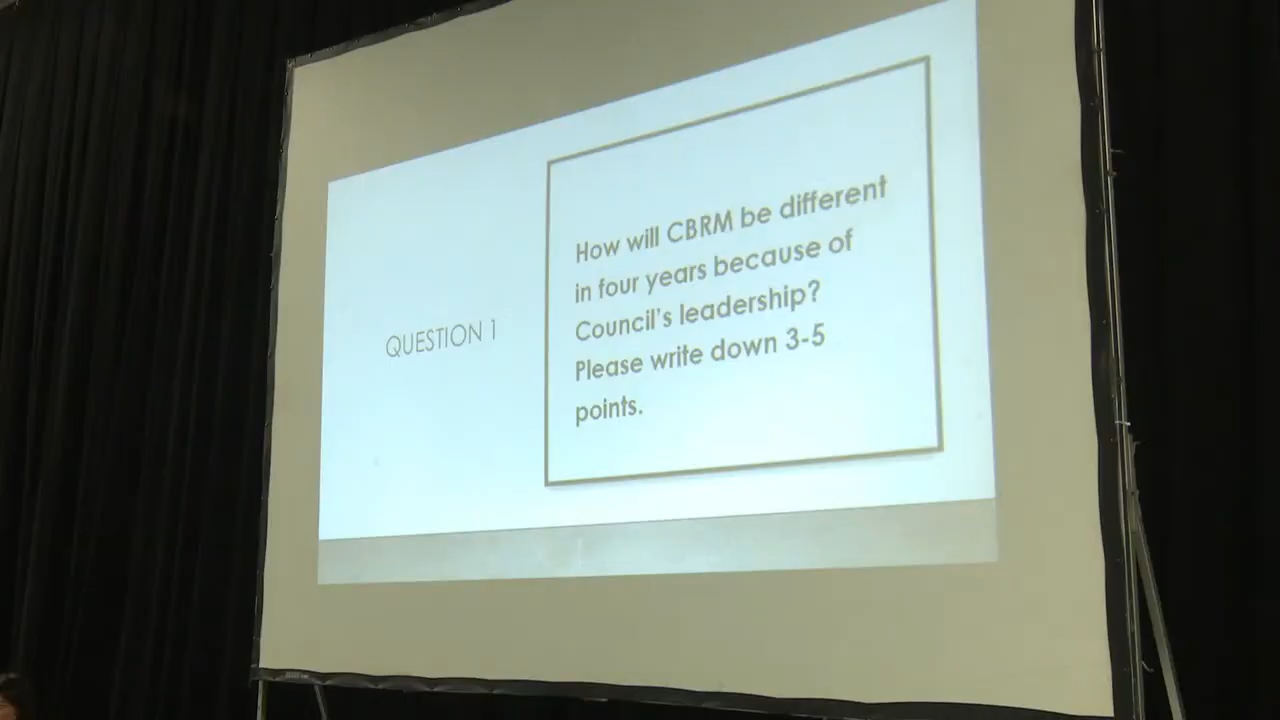 QUESTION 1
How will CBRM be different
in four years because of
Council's leadership?
Please write down 3-5
points.